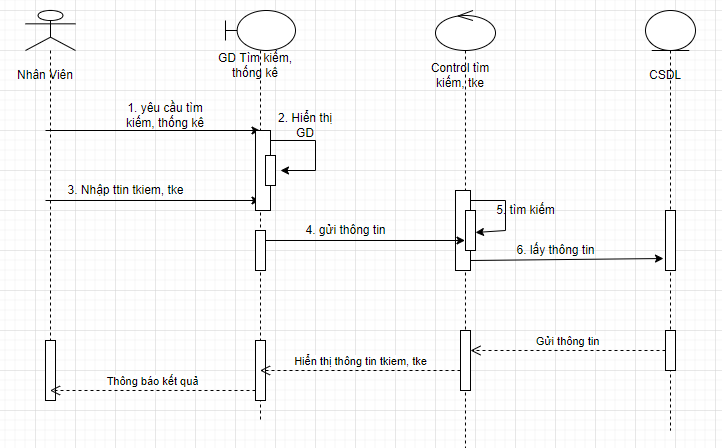 Nhân Viên
GD Tìm kiếm,
thống kê
Contrdl tìm
kiếm, tke
CSDL
1. yêu cầu tìm
kiếm, thống kê
2. Hiển thị
GD
3. Nhập ttin tkiem, tke
4. gửi thông tin
5. tìm kiếm
6. lấy thông tin
Gửi thông tin
Hiển thị thông tin tkiem, tke
Thông báo kết quả